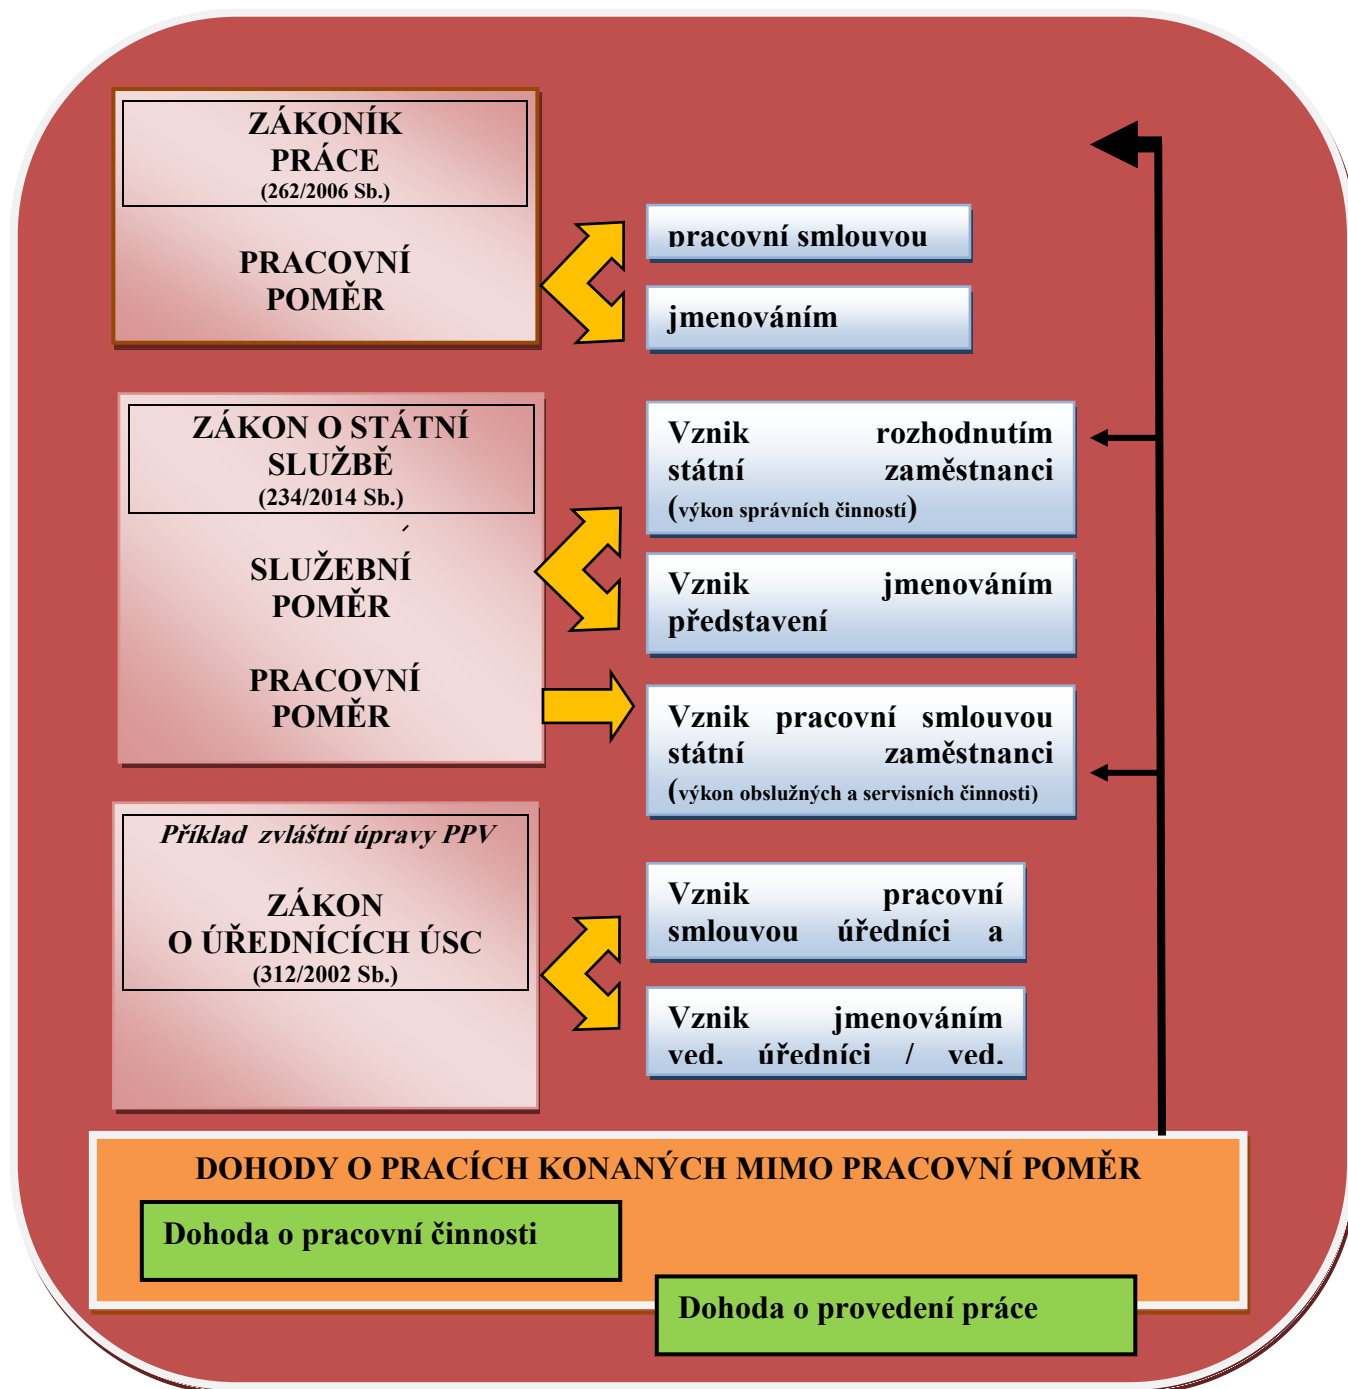 ZÁKONÍK
PRÁCE
(262/2006 Sb.)
PRACOVNÍ
POMĚR
pracovní smlouvou
jmenováním
ZÁKON O STÁTNÍ
SLUŽBĚ
(234/2014 Sb.)
SLUŽEBNÍ
POMĚR
PRACOVNÍ
POMĚR
Vznik rozhodnutím
státní zaměstnanci
(výkon správních činností)
Vznik jmenováním
představení
Vznik pracovní smlouvou
státní zaměstnanci
(výkon obslužných a servisních činnosti)
Příklad zvláštní úpravy PPV
ZÁKON
O ÚŘEDNÍCÍCH ÚSC
(312/2002 Sb.)
Vznik pracovní
smlouvou úředníci a
Vznik jmenováním
ved. úředníci / ved.
DOHODY O PRACÍCH KONANÝCH MIMO PRACOVNÍ POMĚR
Dohoda o pracovní činnosti
Dohoda o provedení práce